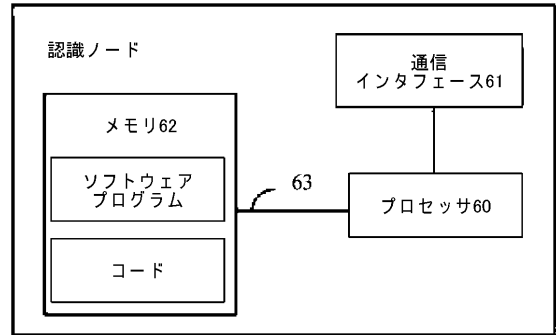 認識ノード
メモリ62
ソフトウェア
プログラム
コード
63
通信
インタフェース61
プロセッサ60